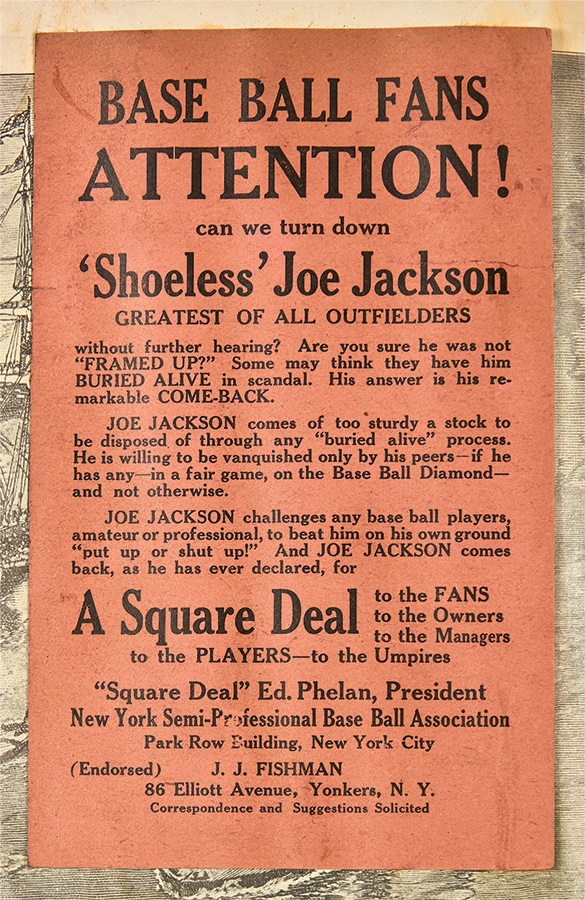 BASE BALL FANS
ATTENTION!
can we turn down
‘Shoeless’ Joe Jackson
GREATEST OF ALL OUTFIELDERS
without further hearing? Are you sure he was not
“FRAMED UP?” Some may think they have him
BURIED ALIVE in scandal. His answer is his re-
markable COME-BACK.
JOE JACKSON comes of too sturdy a stock to
be disposed of through any “buried alive” process.
He is willing to be vanquished only by his peers—if he
has any—in a fair game, on the Base Ball Diamond—
and not otherwise.
JOE JACKSON challenges any base ball players,
amateur or professional, to beat him on his own ground
“put up or shut up!” And JOE JACKSON comes
back, as he has ever declared, for
A Square Deal
to the FANS
to the Owners
to the Managers
to the PLAYERS—to the Umpires
“Square Deal” Ed. Phelan, President
New York Semi-Professional Base Ball Association
Park Row Building, New York City
(Endorsed) J. J. FISHMAN
86 Elliott Avenue, Yonkers, N. Y.
Correspondence and Suggestions Solicited